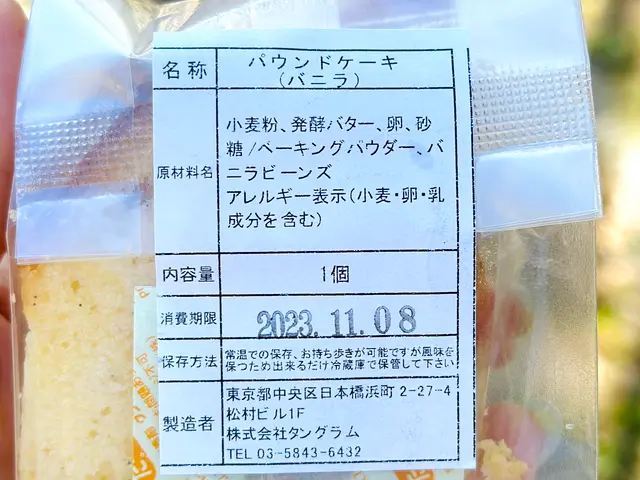 名称
パウンドケーキ
(バニラ)
原材料名
小麦粉、発酵バター、卵、砂
糖/ベーキングパウダー、バ
ニラビーンズ
アレルギー表示(小麦・卵・乳
成分を含む)
内容量
1個
消費期限
2023.11.08
保存方法
常温での保存、お持ち歩きが可能ですが風味を
保つため出来るだけ冷蔵庫で保管して下さい
製造者
東京都中央区日本橋浜町2-27-4
松村ビル1F
株式会社タングラム
TEL 03-5843-6432